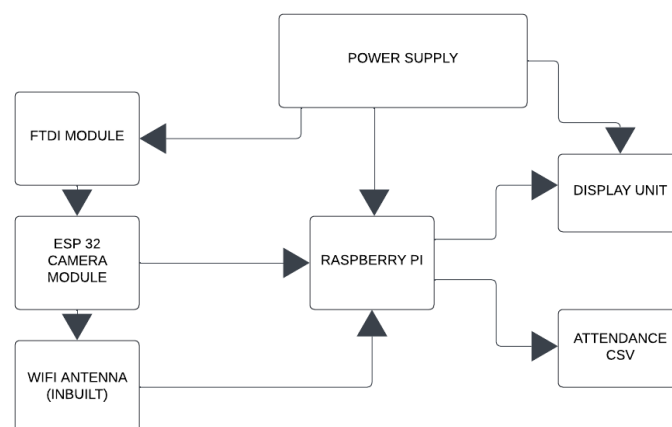 POWER SUPPLY
FTDI MODULE
DISPLAY UNIT
ESP 32
CAMERA
MODULE
RASPBERRY PI
ATTENDANCE
CSV
WIFI ANTENNA
(INBUILT)